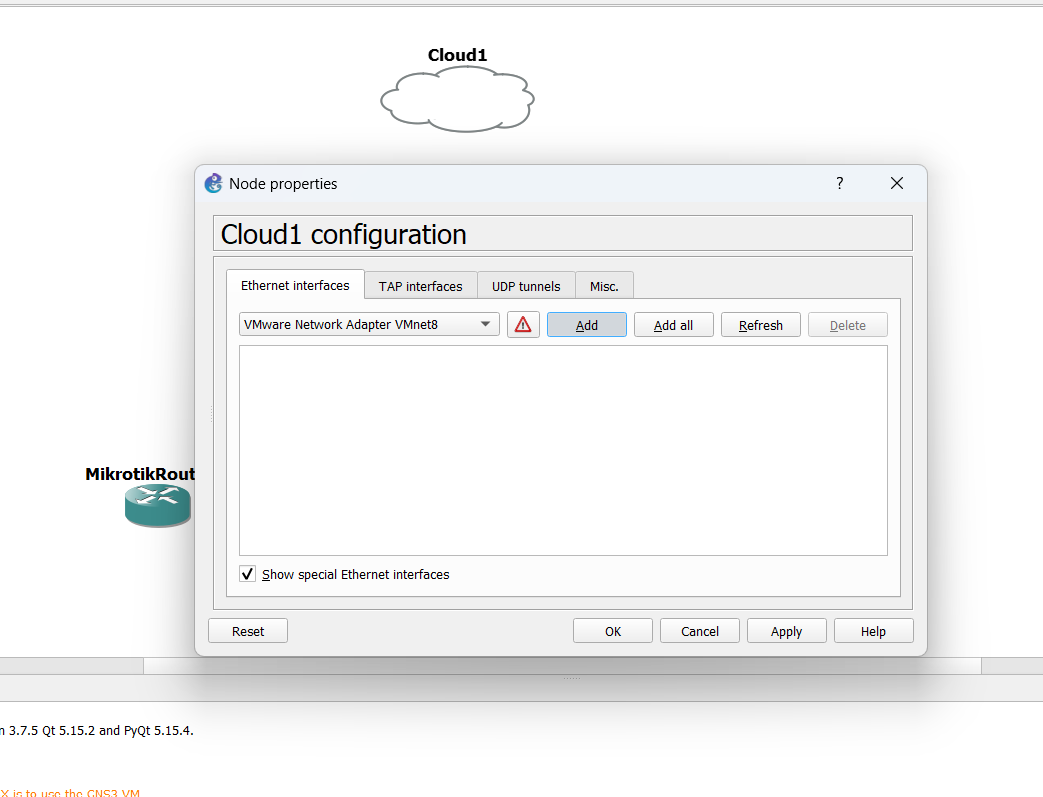 Cloud1
Node properties
?
Cloud1 configuration
Ethernet interfaces
TAP interfaces
UDP tunnels
Misc.
VMware Network Adapter VMnet8
Add
Add all
Refresh
Delete
MikrotikRout
Show special Ethernet interfaces
Reset
OK
Cancel
Apply
Help
n 3.7.5 Qt 5.15.2 and PyQt 5.15.4.
X is to use the GNS3 VM